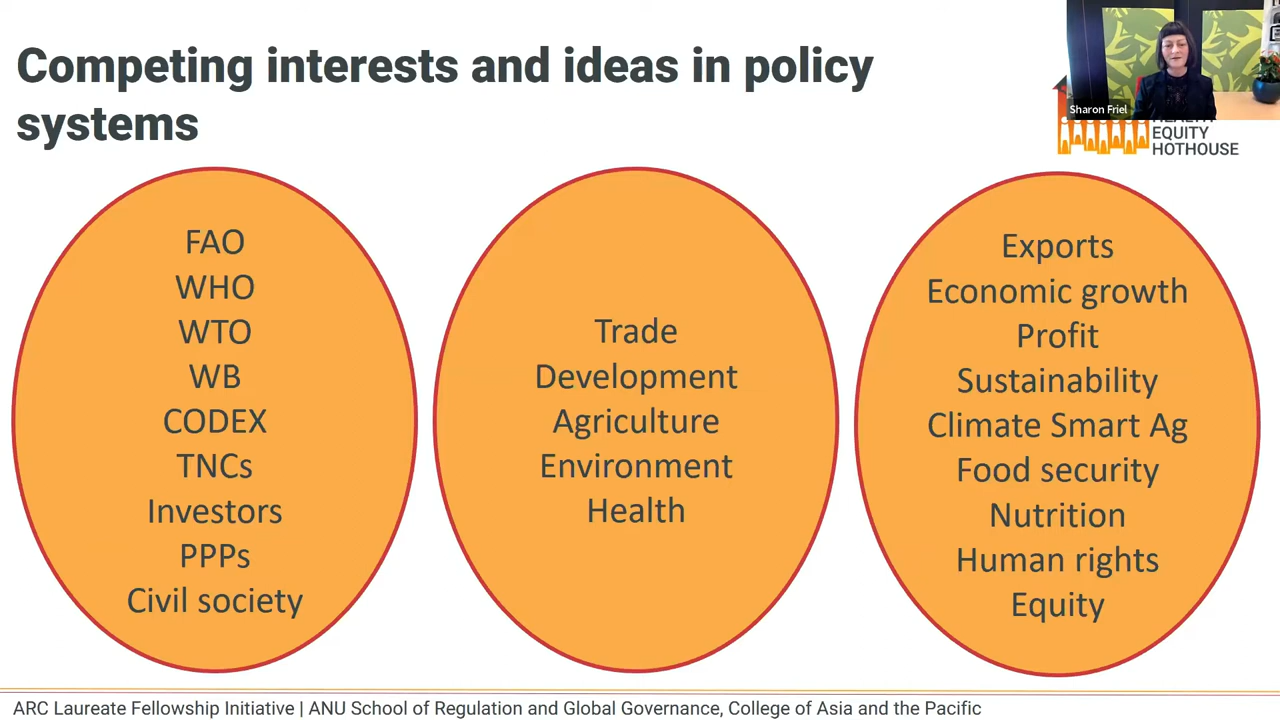 Competing interests and ideas in policy
systems
Sharon Friel
EQUITY
HOTHOUSE
FAO
WHO
WTO
WB
CODEX
TNCs
Investors
PPPs
Civil society
Trade
Development
Agriculture
Environment
Health
Exports
Economic growth
Profit
Sustainability
Climate Smart Ag
Food security
Nutrition
Human rights
Equity
ARC Laureate Fellowship Initiative | ANU School of Regulation and Global Governance, College of Asia and the Pacific